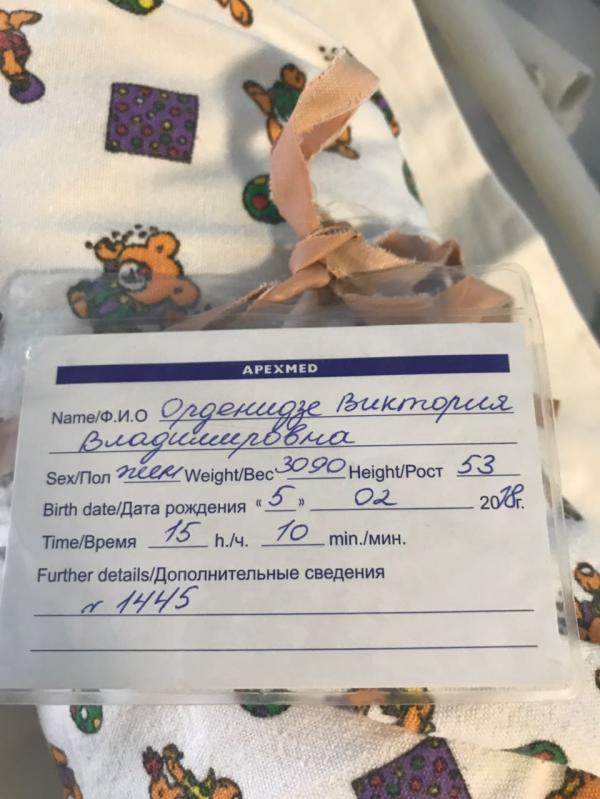 APEXMED
Name/Ф.И.О Орденидзе Виктория
Владимировна
Sex/Пол жен Weight/Вес 3090 Height/Рост 53
Birth date/Дата рождения « 5 » 02 2018г.
Time/Время 15 h./ч. 10 min./мин.
Further details/Дополнительные сведения
№ 1445